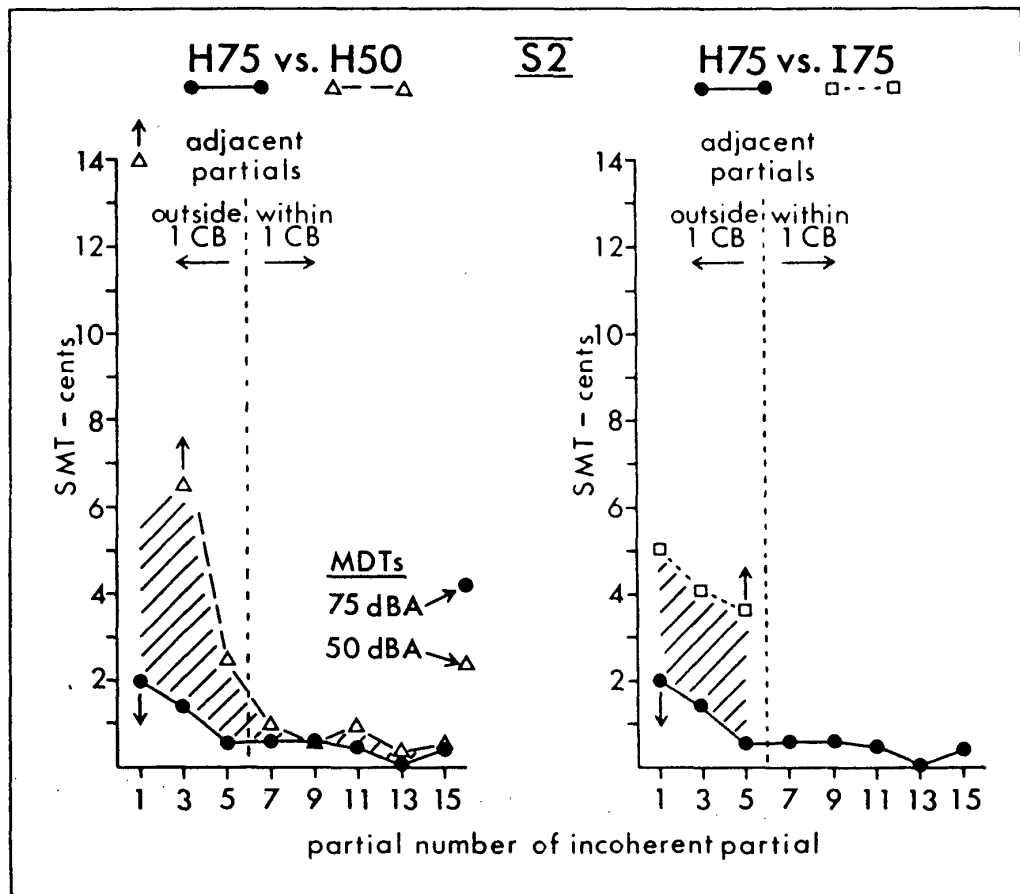 S2
H75 vs. H50
adjacent
partials
outside within
1 CB 1 CB
SMT – cents
14
12
10
8
6
4
2
MDTs
75 dBA
50 dBA
1 3 5 7 9 11 13 15
H75 vs. I75
adjacent
partials
outside within
1 CB 1 CB
SMT – cents
14
12
10
8
6
4
2
1 3 5 7 9 11 13 15
partial number of incoherent partial